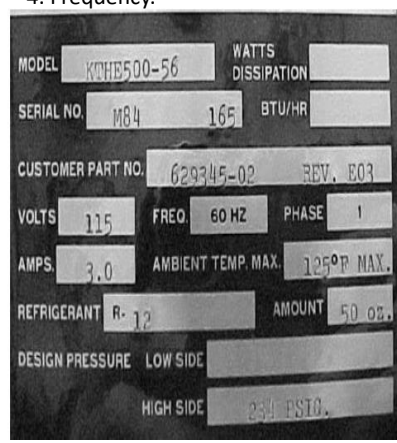 4. Frequency.
MODEL KTHE500-56 WATTS DISSIPATION
SERIAL NO. M84 165 BTU/HR
CUSTOMER PART NO. 629345-02 REV. E03
VOLTS 115 FREQ. 60 HZ PHASE 1
AMPS. 3.0 AMBIENT TEMP. MAX. 125°F MAX.
REFRIGERANT R-12 AMOUNT 50 oz.
DESIGN PRESSURE LOW SIDE
HIGH SIDE 234 PSIG.